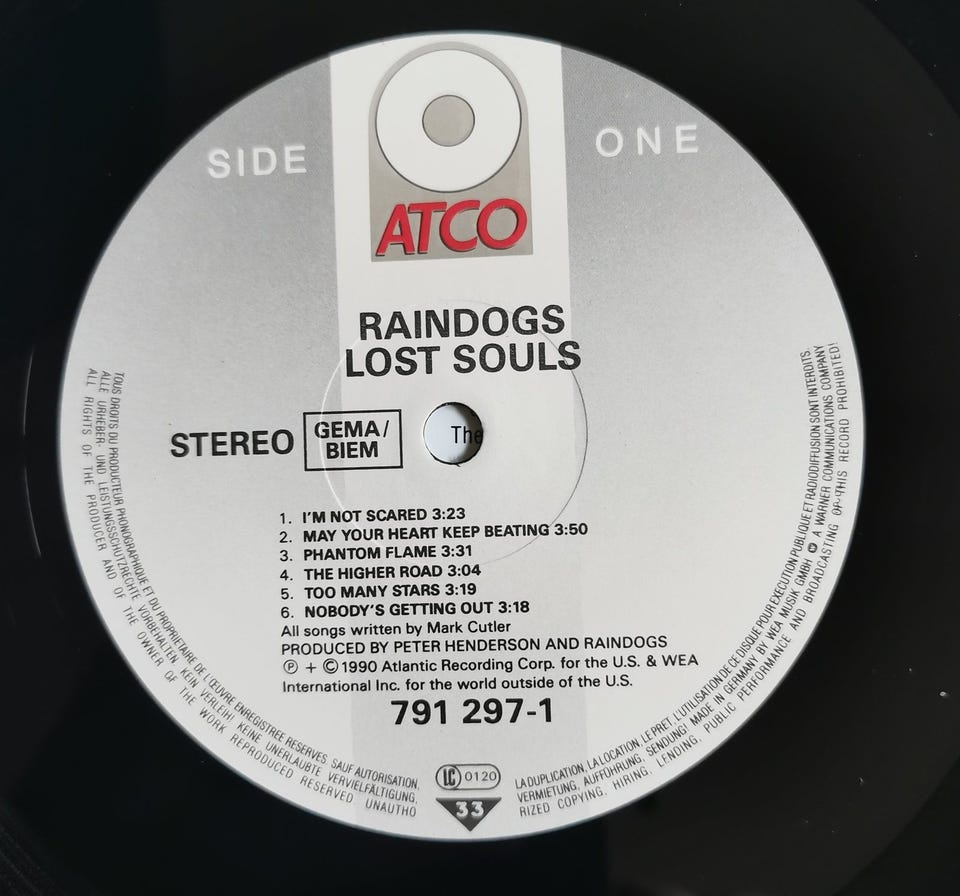 SIDE ONE
ATCO
RAINDOGS
LOST SOULS
STEREO
GEMA/
BIEM
The
1. I'M NOT SCARED 3:23
2. MAY YOUR HEART KEEP BEATING 3:50
3. PHANTOM FLAME 3:31
4. THE HIGHER ROAD 3:04
5. TOO MANY STARS 3:19
6. NOBODY'S GETTING OUT 3:18
All songs written by Mark Cutler
PRODUCED BY PETER HENDERSON AND RAINDOGS
Ⓟ + © 1990 Atlantic Recording Corp. for the U.S. & WEA
International Inc. for the world outside of the U.S.
791 297-1
LC 0120
33
TOUS DROITS DU PRODUCTEUR PHONOGRAPHIQUE ET DU PROPRIETAIRE DE L'ŒUVRE ENREGISTREE RESERVES. SAUF AUTORISATION, LA DUPLICATION, LA LOCATION, LE PRET, L'UTILISATION DE CE DISQUE POUR EXECUTION PUBLIQUE ET RADIODIFFUSION SONT INTERDITS.
ALLE URHEBER- UND LEISTUNGSSCHUTZRECHTE VORBEHALTEN. KEIN VERLEIH! KEINE UNERLAUBTE VERVIELFÄLTIGUNG, VERMIETUNG, AUFFÜHRUNG, SENDUNG! MADE IN GERMANY BY WEA MUSIK GMBH A WARNER COMMUNICATIONS COMPANY
ALL RIGHTS OF THE PRODUCER AND OF THE OWNER OF THE WORK REPRODUCED RESERVED UNAUTHORIZED COPYING, HIRING, LENDING, PUBLIC PERFORMANCE AND BROADCASTING OF THIS RECORD PROHIBITED!